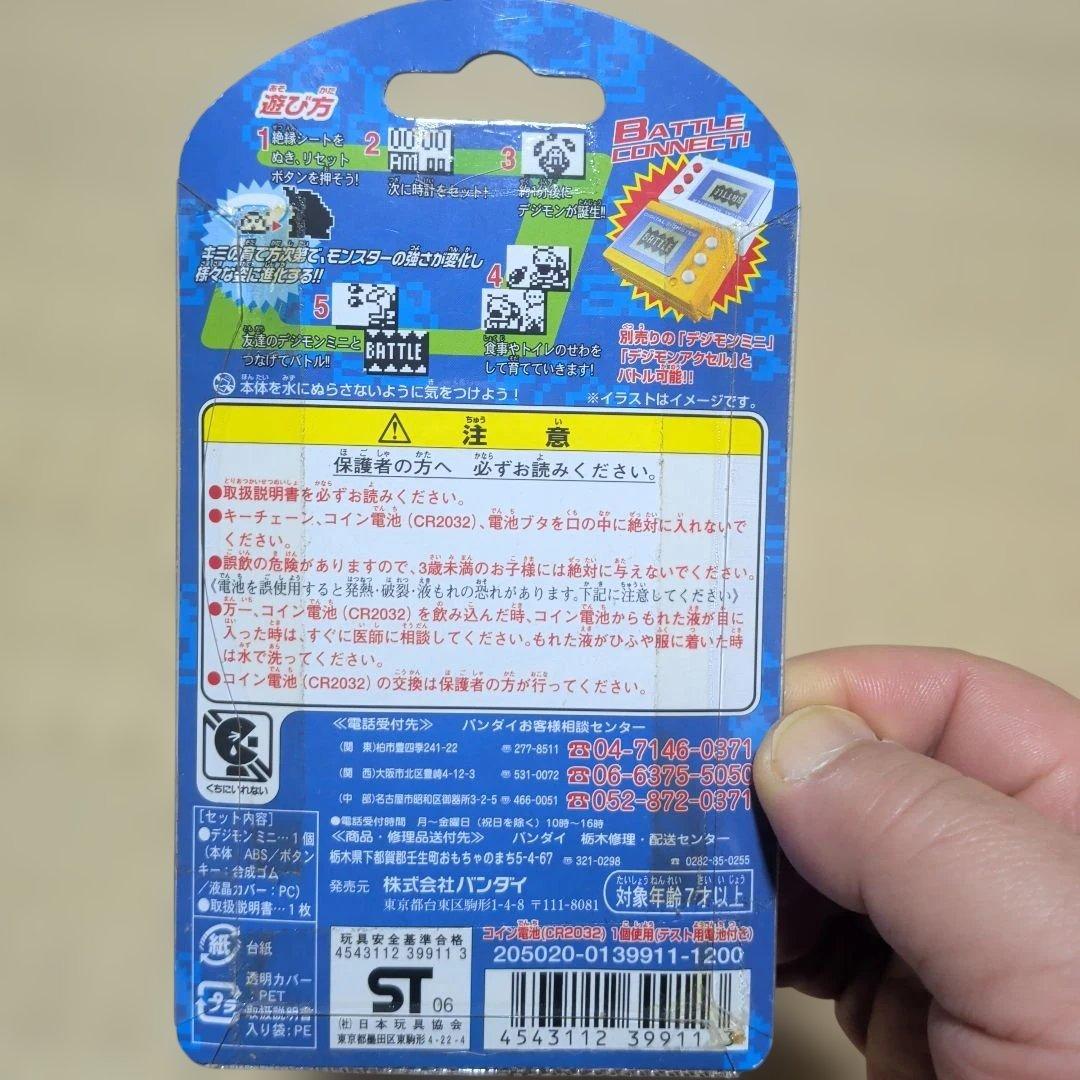 遊び方
あそ かた
BATTLE
CONNECT!
1 絶縁シートを
ぬき、リセット
ボタンを押そう!
2
00:00
AM
次に時計をセット!
3
約1分後に
デジモンが誕生!!
キミの育て方次第で、モンスターの強さが変化し
様々な姿に進化する!!
4
食事やトイレのせわを
して育てていきます!
5
友達のデジモンミニと
つなげてバトル!!
BATTLE
BATTLE
別売りの「デジモンミニ」
「デジモンアクセル」と
バトル可能!!
本体を水にぬらさないように気をつけよう!
※イラストはイメージです。
注意
保護者の方へ 必ずお読みください。
●取扱説明書を必ずお読みください。
●キーチェーン、コイン電池(CR2032)、電池ブタを口の中に絶対に入れないで
ください。
●誤飲の危険がありますので、3歳未満のお子様には絶対に与えないでください。
《電池を誤使用すると発熱・破裂・液もれの恐れがあります。下記に注意してください》
●万一、コイン電池(CR2032)を飲み込んだ時、コイン電池からもれた液が目に
入った時は、すぐに医師に相談してください。もれた液がひふや服に着いた時
は水で洗ってください。
●コイン電池(CR2032)の交換は保護者の方が行ってください。
くちにいれない
≪電話受付先≫ バンダイお客様相談センター
(関 東)柏市豊四季241-22 〠277-8511 ☎04-7146-0371
(関 西)大阪市北区豊崎4-12-3 〠531-0072 ☎06-6375-5050
(中 部)名古屋市昭和区御器所3-2-5 〠466-0051 ☎052-872-0371
●電話受付時間 月~金曜日(祝日を除く)10時~16時
≪商品・修理品送付先≫ バンダイ 栃木修理・配送センター
栃木県下都賀郡壬生町おもちゃのまち5-4-67 〠321-0298 ☎0282-85-0255
発売元 株式会社バンダイ
東京都台東区駒形1-4-8 〒111-8081
対象年齢7才以上
[セット内容]
●デジモンミニ…1個
(本体 ABS/ボタン
キー:合成ゴム
/液晶カバー:PC)
●取扱説明書…1枚
紙
台紙
プラ
透明カバー
:PET
取扱説明書
入り袋:PE
玩具安全基準合格
4543112 39911 3
ST 06
(社)日本玩具協会
東京都墨田区東駒形4-22-4
コイン電池(CR2032)1個使用(テスト用電池付き)
205020-0139911-1200
4543112 39911 3